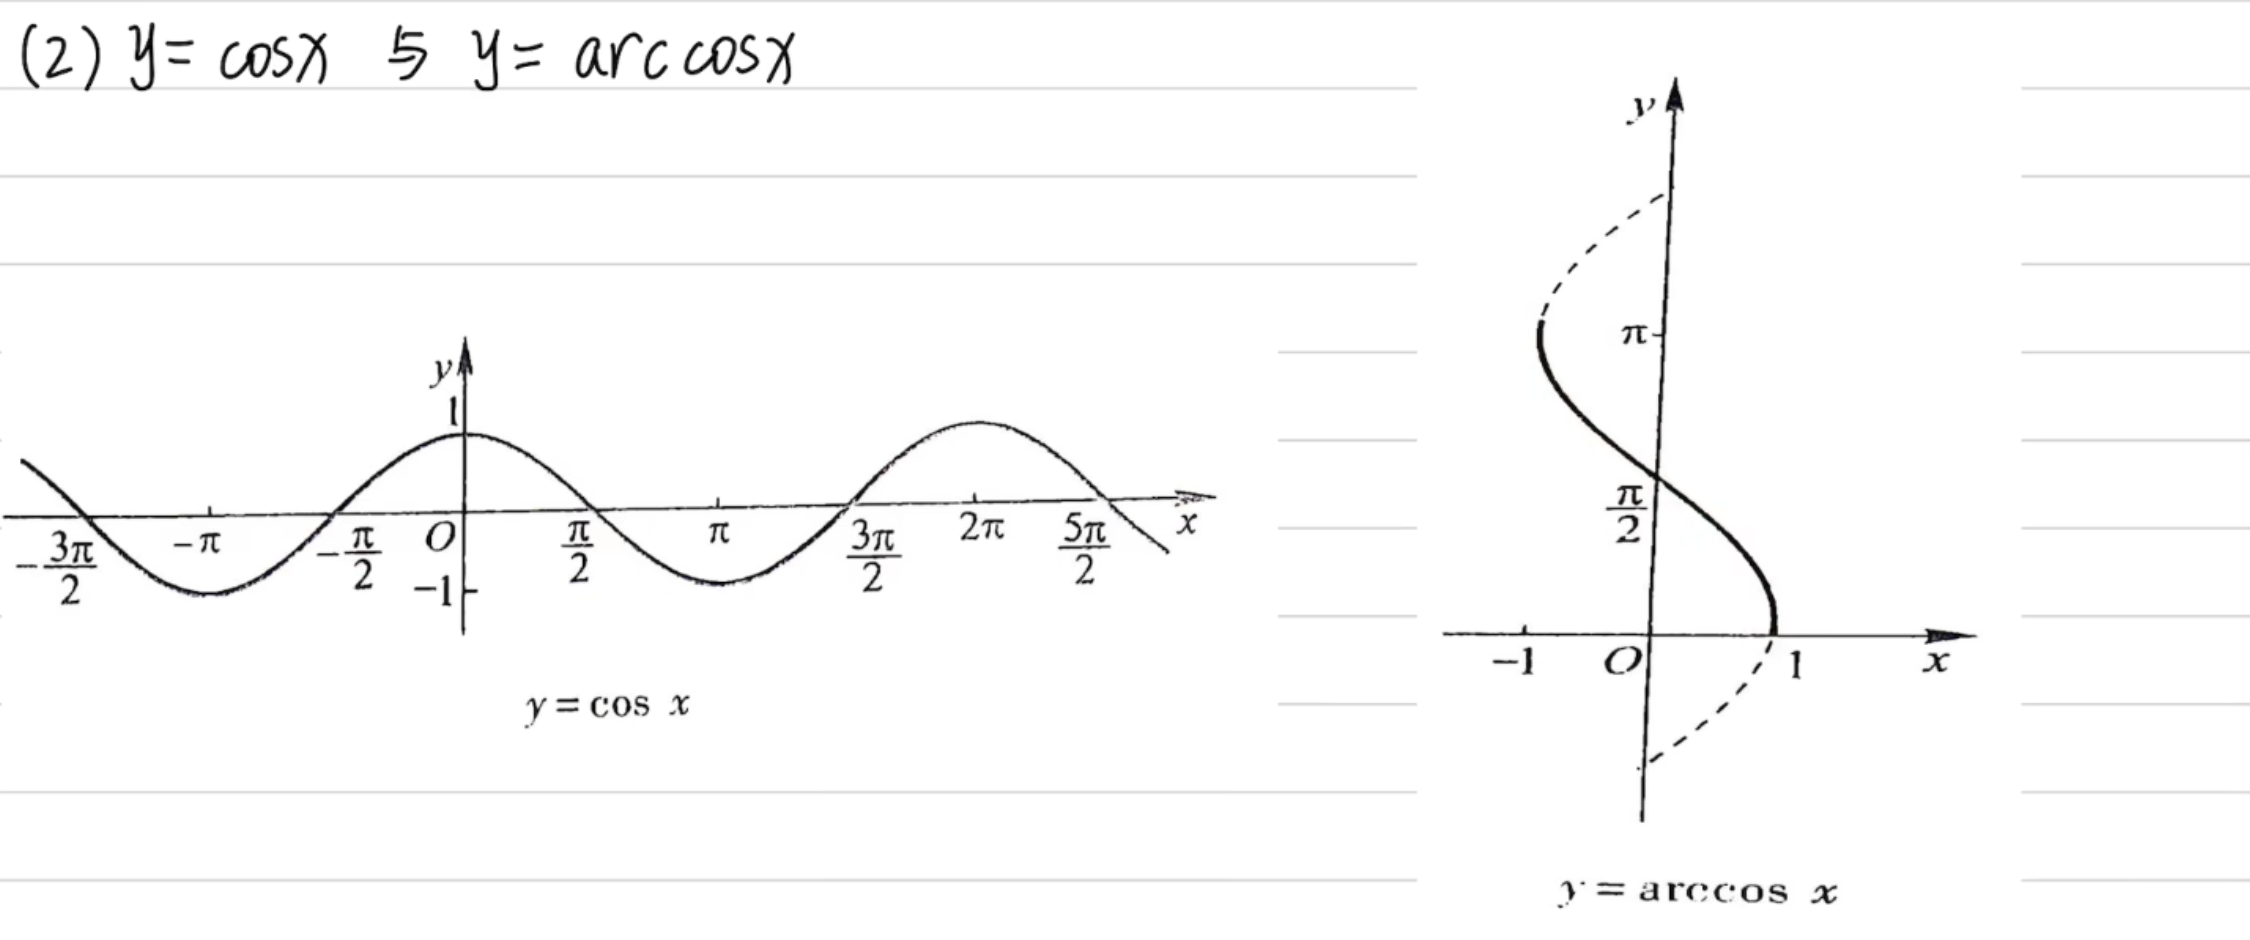 (2) y = cosx 与 y = arccosx
y
1
-3π/2
-π
-π/2
O
π/2
π
3π/2
2π
5π/2
x
-1
y = cos x
y
π
π/2
-1
O
1
x
y = arccos x